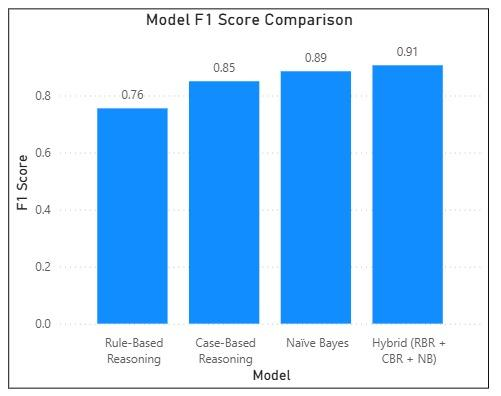 Model F1 Score Comparison
0.76
0.85
0.89
0.91
0.8
0.6
0.4
0.2
0.0
F1 Score
Rule-Based
Reasoning
Case-Based
Reasoning
Naïve Bayes
Hybrid (RBR +
CBR + NB)
Model